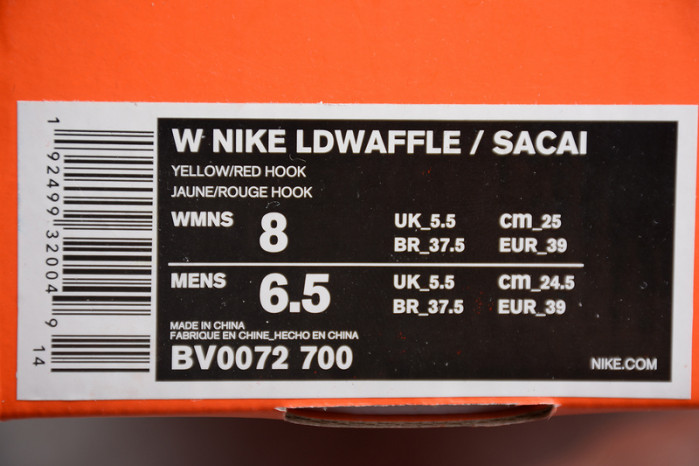 W NIKE LDWAFFLE / SACAI
YELLOW/RED HOOK
JAUNE/ROUGE HOOK
WMNS 8 UK_5.5 cm_25
BR_37.5 EUR_39
MENS 6.5 UK_5.5 cm_24.5
BR_37.5 EUR_39
MADE IN CHINA
FABRIQUE EN CHINE_HECHO EN CHINA
BV0072 700
NIKE.COM
1 92499 32004 9
14